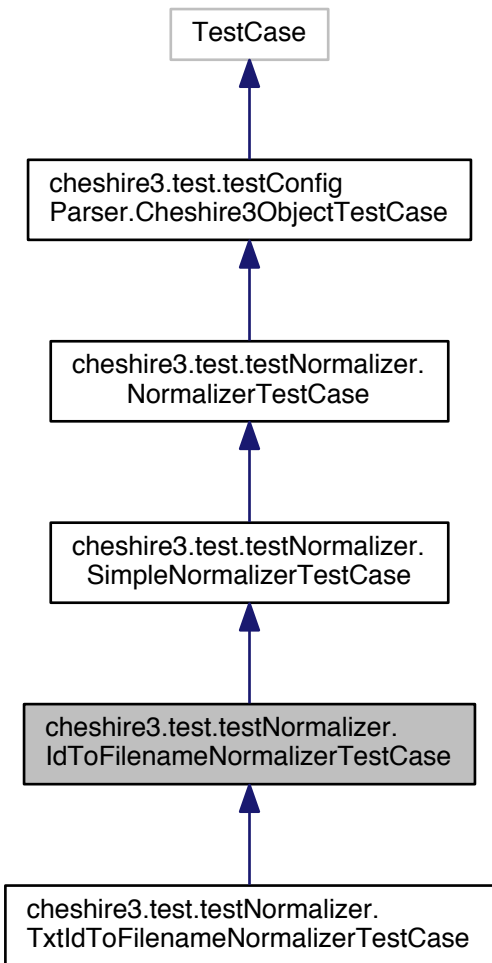 TestCase
cheshire3.test.testConfig
Parser.Cheshire3ObjectTestCase
cheshire3.test.testNormalizer.
NormalizerTestCase
cheshire3.test.testNormalizer.
SimpleNormalizerTestCase
cheshire3.test.testNormalizer.
IdToFilenameNormalizerTestCase
cheshire3.test.testNormalizer.
TxtIdToFilenameNormalizerTestCase